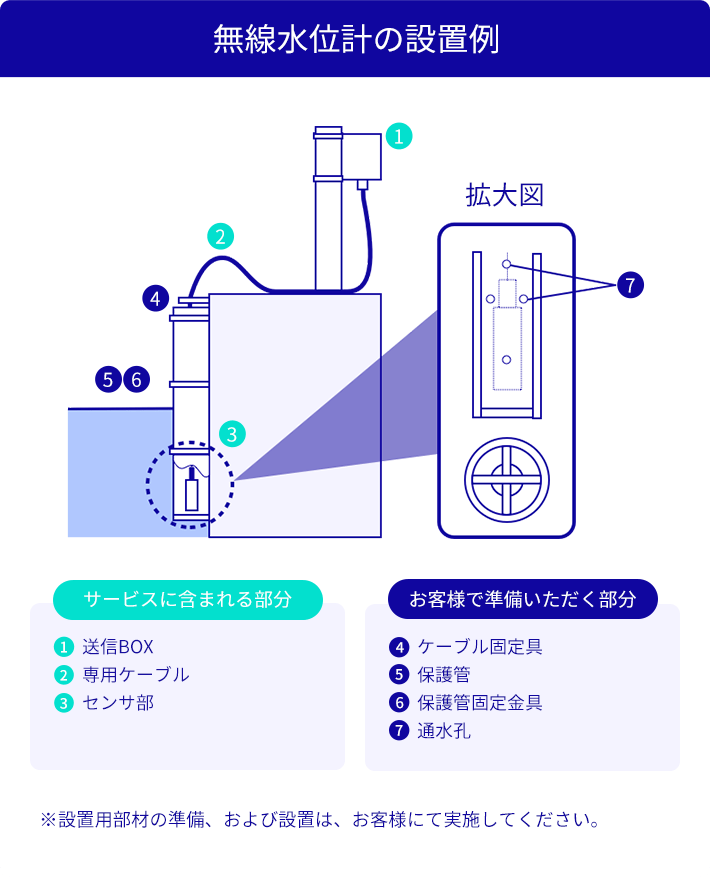 無線水位計の設置例
1
拡大図
2
7
4
5 6
3
サービスに含まれる部分
1 送信BOX
2 専用ケーブル
3 センサ部
お客様で準備いただく部分
4 ケーブル固定具
5 保護管
6 保護管固定金具
7 通水孔
※設置用部材の準備、および設置は、お客様にて実施してください。